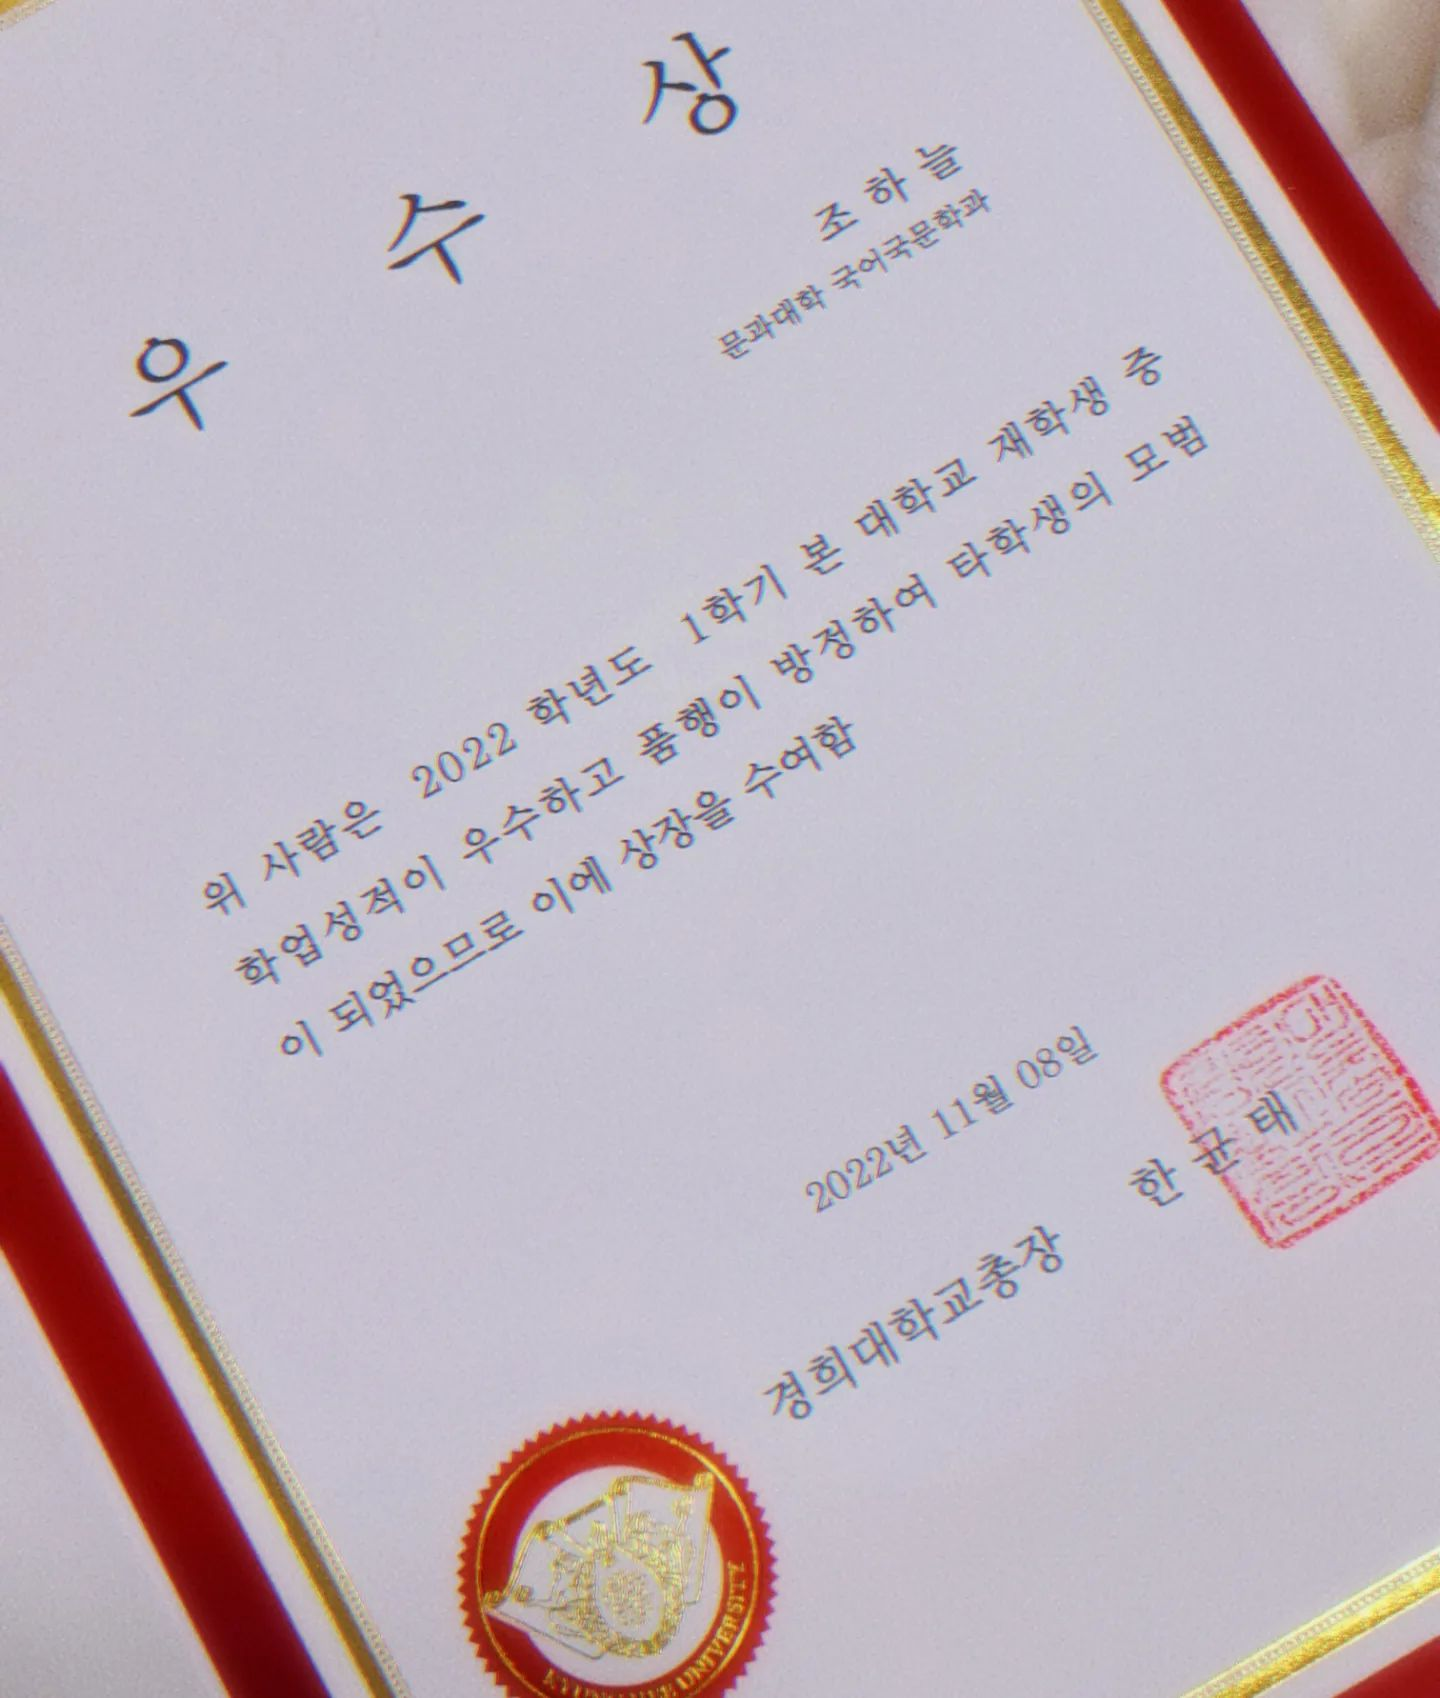 우 수 상
조 하 늘
문과대학 국어국문학과
위 사람은 2022 학년도 1학기 본 대학교 재학생 중
학업성적이 우수하고 품행이 방정하여 타학생의 모범
이 되었으므로 이에 상장을 수여함
2022년 11월 08일
경희대학교총장 한 균 태
KYUNG HEE UNIVERSITY